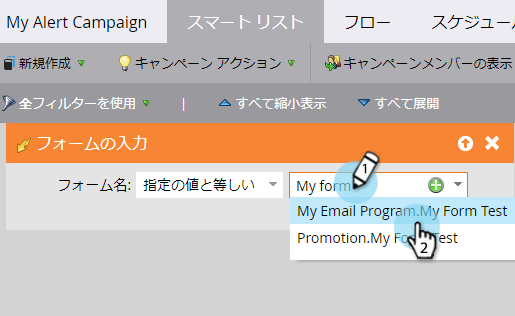 My Alert Campaign スマート リスト フロー スケジュー
新規作成 キャンペーン アクション キャンペーンメンバーの表示
全フィルターを使用 | すべて縮小表示 すべて展開
フォームの入力
フォーム名: 指定の値と等しい My form
1
My Email Program.My Form Test
Promotion.My Form Test
2